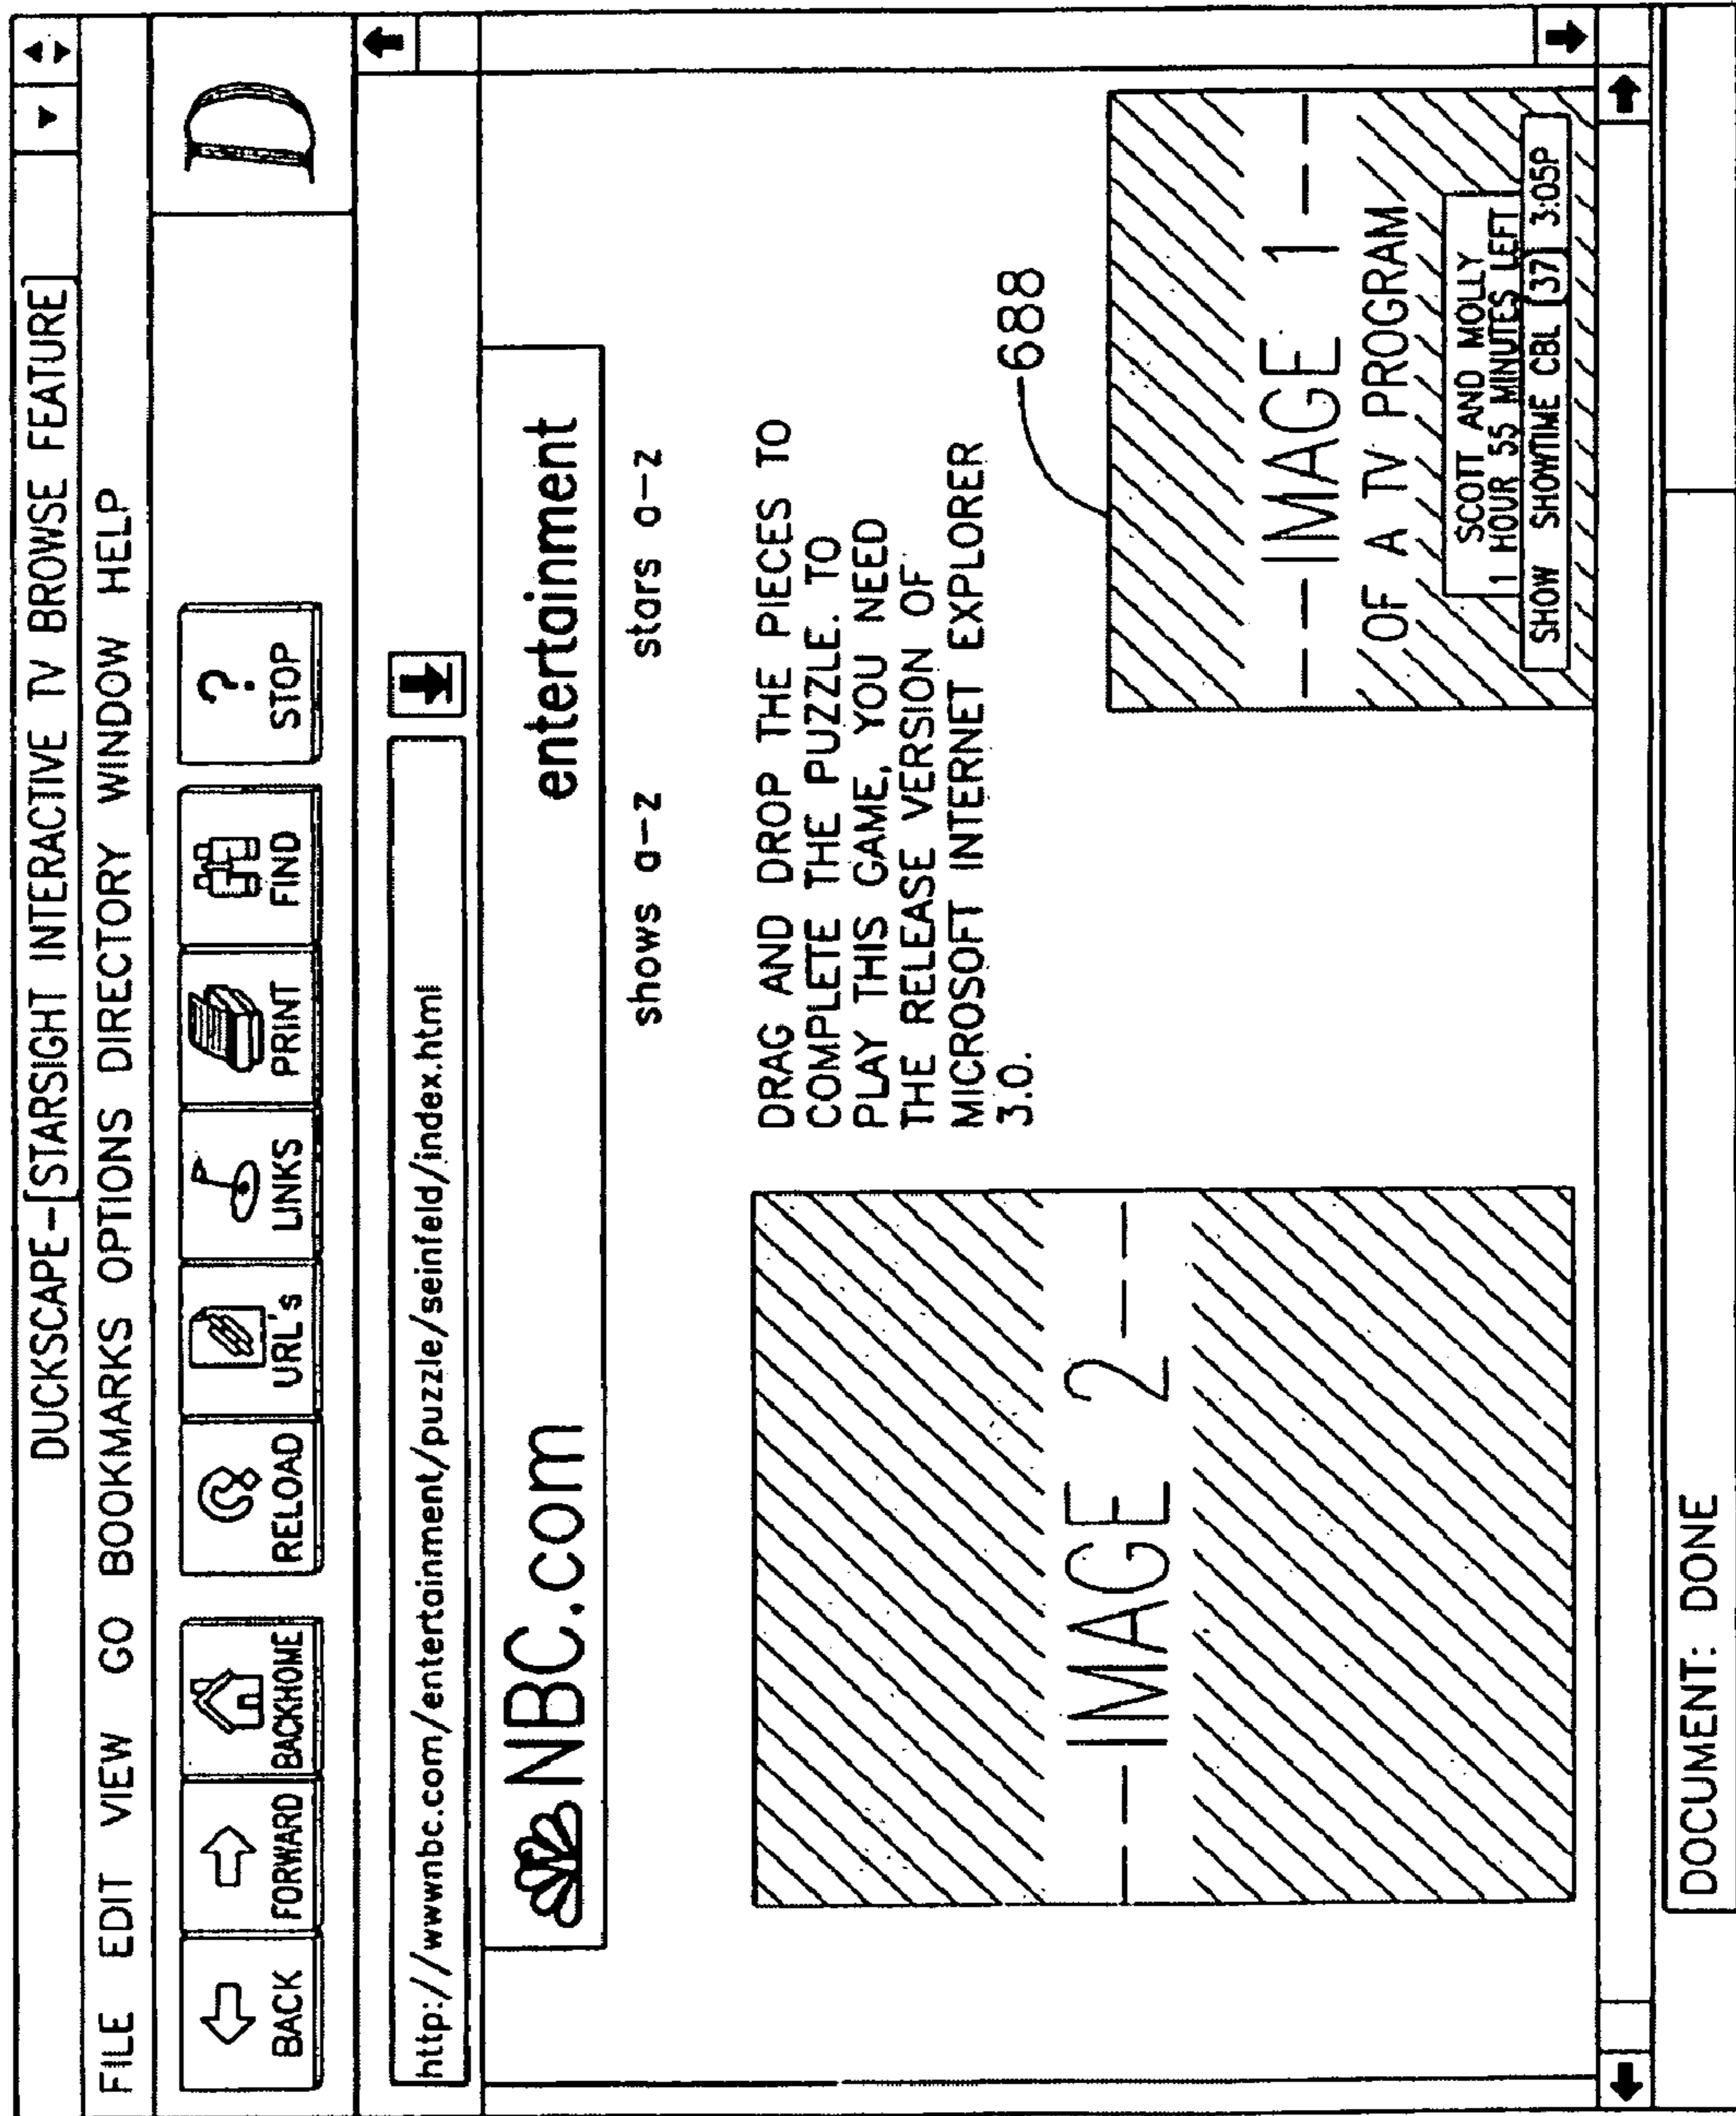 DUCKSCAPE-[STARSIGHT INTERACTIVE TV BROWSE FEATURE]
FILE EDIT VIEW GO BOOKMARKS OPTIONS DIRECTORY WINDOW HELP
BACK FORWARD BACKHOME RELOAD URL's LINKS PRINT FIND ? STOP
D
http://wwwnbc.com/entertainment/puzzle/seinfeld/index.html
NBC.com entertainment
shows a-z stars a-z
DRAG AND DROP THE PIECES TO
COMPLETE THE PUZZLE. TO
PLAY THIS GAME, YOU NEED
THE RELEASE VERSION OF
MICROSOFT INTERNET EXPLORER
3.0.
688
IMAGE 2
IMAGE 1
OF A TV PROGRAM
SCOTT AND MOLLY
1 HOUR 55 MINUTES LEFT
SHOW SHOWTIME CBL 37 3:05P
DOCUMENT: DONE